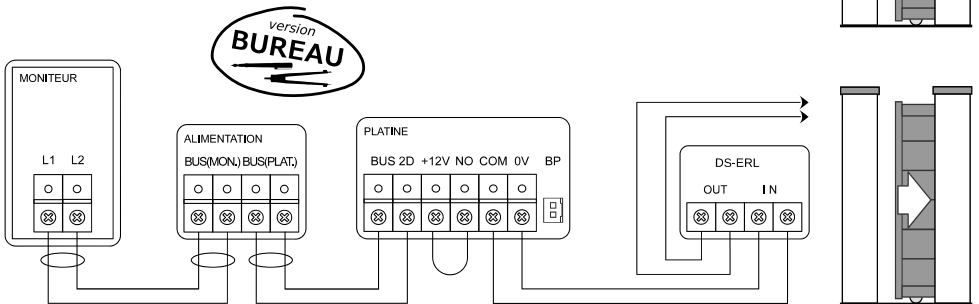 version
BUREAU
MONITEUR
L1 L2
ALIMENTATION
BUS(MON.) BUS(PLAT.)
PLATINE
BUS 2D +12V NO COM 0V BP
DS-ERL
OUT IN